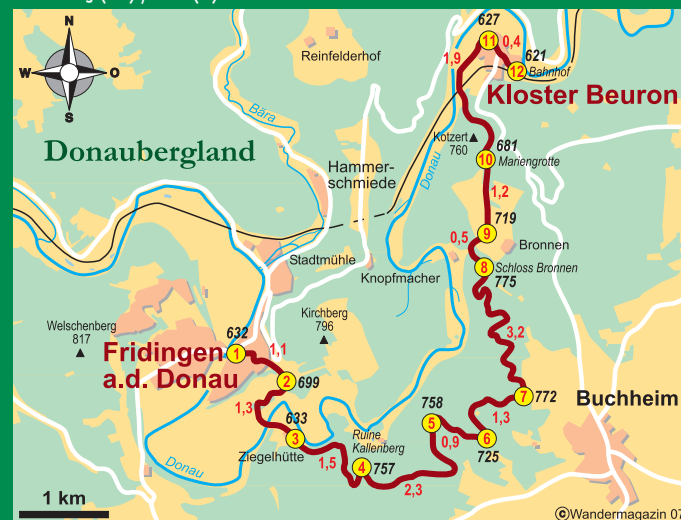 N
W
O
S
Reinfelderhof
Bära
627
11
0,4
621
12
Bahnhof
1,9
Kloster Beuron
Donaubergland
Hammer-
schmiede
Donau
Kotzert
760
681
10
Mariengrotte
1,2
719
9
0,5
Bronnen
8
Schloss Bronnen
775
Stadtmühle
Knopfmacher
Welschenberg
817
Kirchberg
796
632
1
1,1
Fridingen
a.d. Donau
2
699
3,2
7
772
Buchheim
1,3
633
3
Ziegelhütte
Ruine
Kallenberg
758
5
1,3
0,9
6
725
1,5
4
757
2,3
Donau
1 km
©Wandermagazin 07